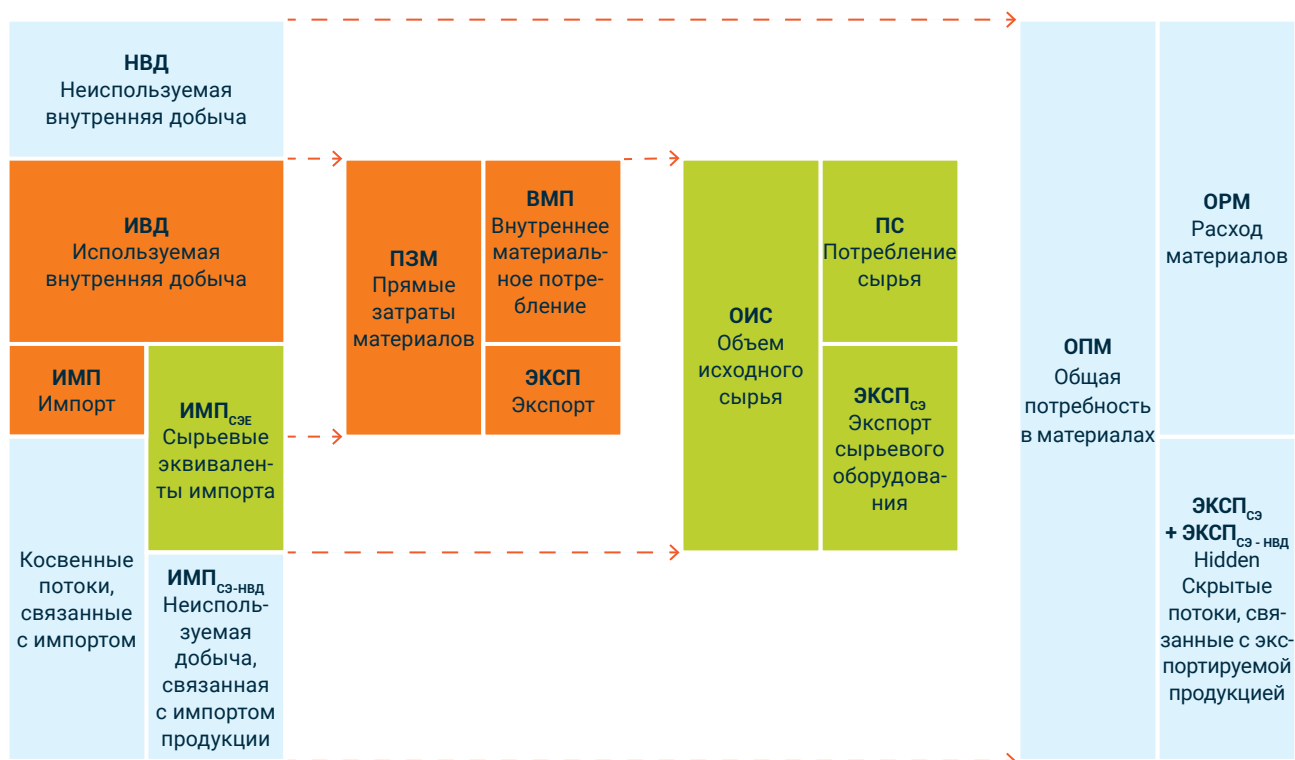 НВД
Неиспользуемая
внутренняя добыча
ИВД
Используемая
внутренняя добыча
ИМП
Импорт
ИМПСЭЕ
Сырьевые
эквивален-
ты импорта
Косвенные
потоки,
связанные
с импортом
ИМПСЭ-НВД
Неисполь-
зуемая
добыча,
связанная
с импортом
продукции
ПЗМ
Прямые
затраты
материалов
ВМП
Внутреннее
материаль-
ное потре-
бление
ЭКСП
Экспорт
ОИС
Объем
исходного
сырья
ПС
Потребление
сырья
ЭКСПСЭ
Экспорт
сырьевого
оборудова-
ния
ОПМ
Общая
потребность
в материалах
ОРМ
Расход
материалов
ЭКСПСЭ
+ ЭКСПСЭ - НВД
Hidden
Скрытые
потоки, свя-
занные с экс-
портируемой
продукцией